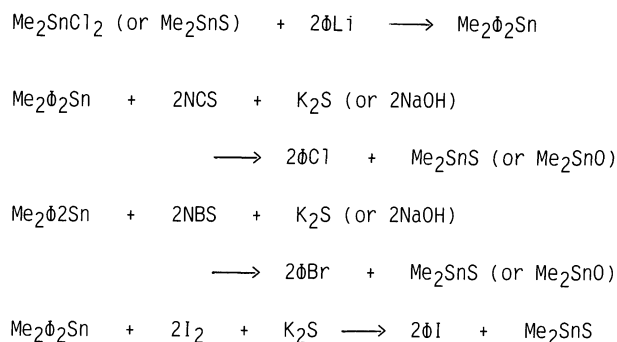 Me₂SnCl₂ (or Me₂SnS) + 2ΦLi ⟶ Me₂Φ₂Sn
Me₂Φ₂Sn + 2NCS + K₂S (or 2NaOH)
⟶ 2ΦCl + Me₂SnS (or Me₂SnO)
Me₂Φ2Sn + 2NBS + K₂S (or 2NaOH)
⟶ 2ΦBr + Me₂SnS (or Me₂SnO)
Me₂Φ₂Sn + 2I₂ + K₂S ⟶ 2ΦI + Me₂SnS